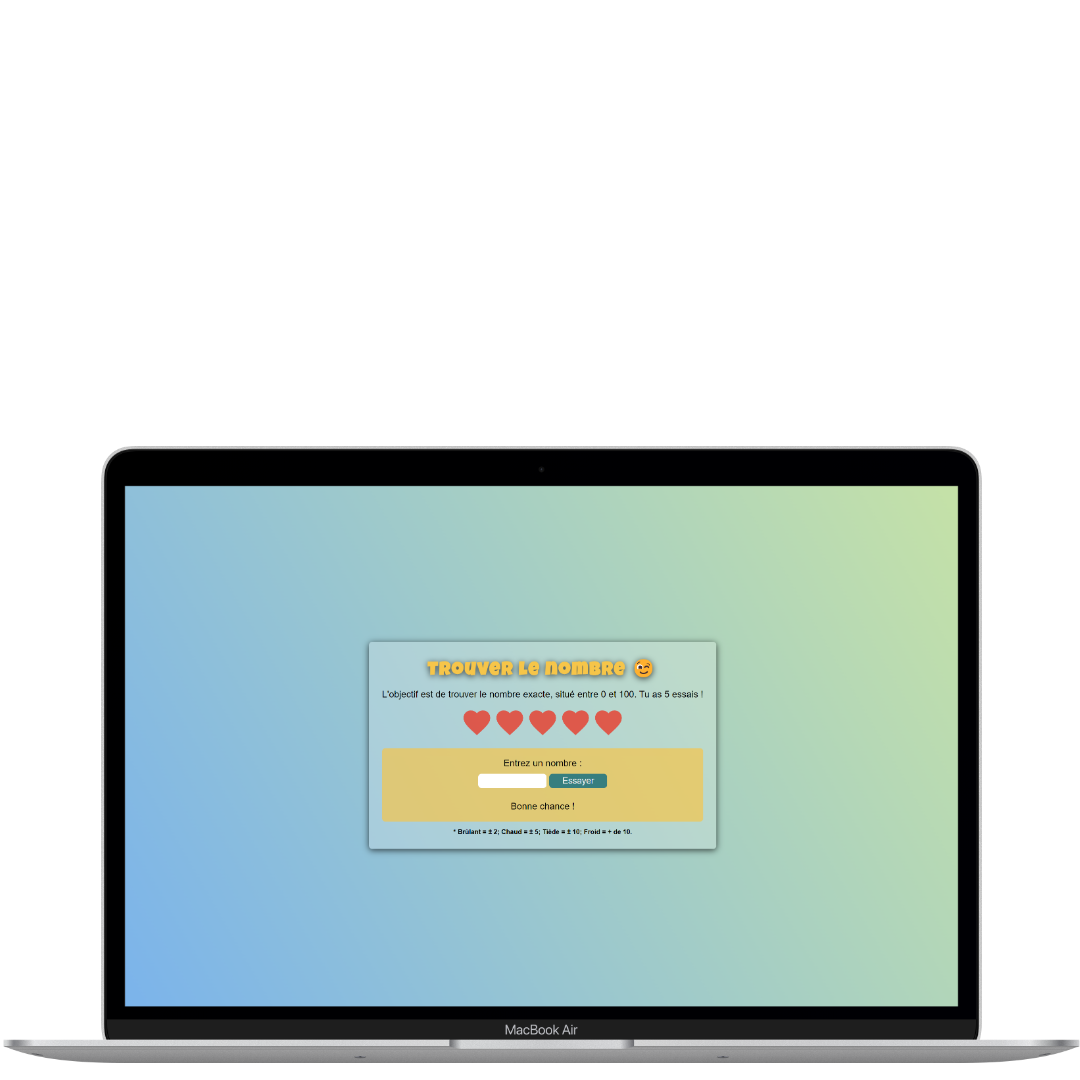 Trouver le nombre 😉
L'objectif est de trouver le nombre exacte, situé entre 0 et 100. Tu as 5 essais !
Entrez un nombre :
Essayer
Bonne chance !
* Brûlant = ± 2; Chaud = ± 5; Tiède = ± 10; Froid = + de 10.
MacBook Air